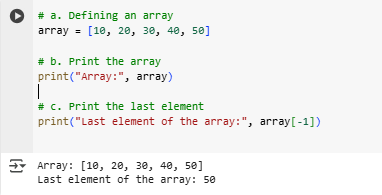 # a. Defining an array
array = [10, 20, 30, 40, 50]
# b. Print the array
print("Array:", array)
# c. Print the last element
print("Last element of the array:", array[-1])
Array: [10, 20, 30, 40, 50]
Last element of the array: 50